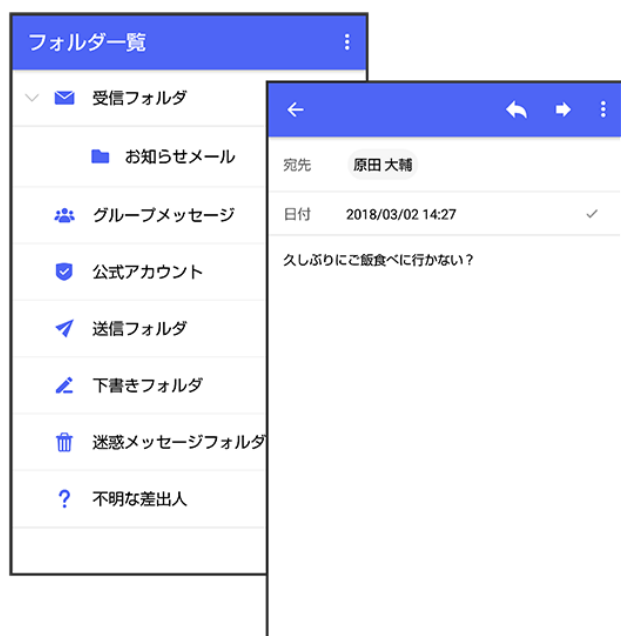 フォルダ一覧
受信フォルダ
お知らせメール
グループメッセージ
公式アカウント
送信フォルダ
下書きフォルダ
迷惑メッセージフォルダ
不明な差出人
宛先 原田 大輔
日付 2018/03/02 14:27
久しぶりにご飯食べに行かない?